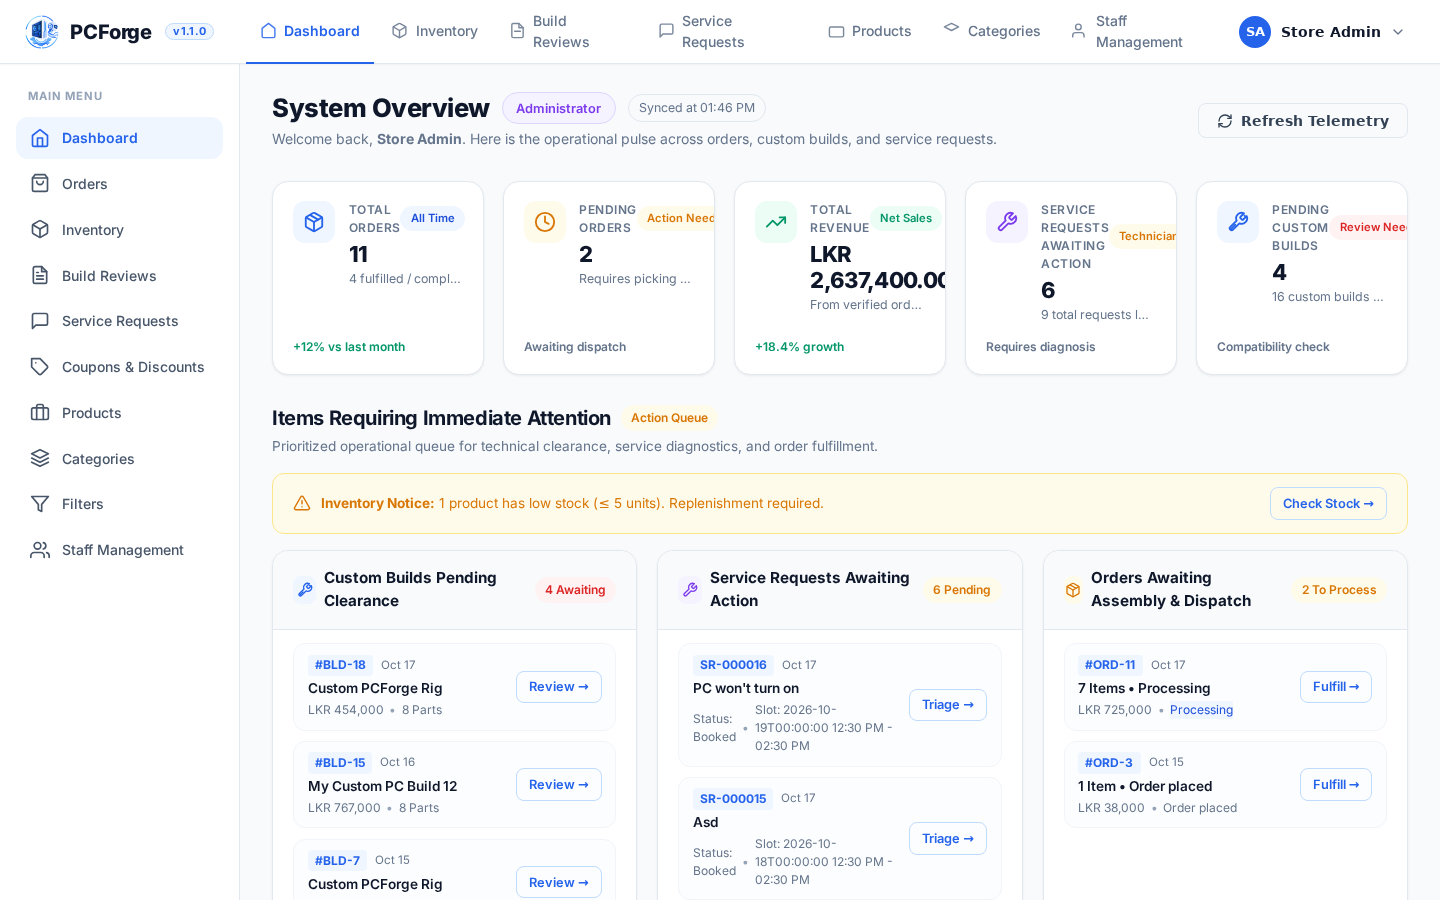 PCForge v1.1.0
Dashboard
Inventory
Build
Reviews
Service
Requests
Products
Categories
Staff
Management
SA Store Admin
MAIN MENU
Dashboard
Orders
Inventory
Build Reviews
Service Requests
Coupons & Discounts
Products
Categories
Filters
Staff Management
System Overview Administrator Synced at 01:46 PM
Welcome back, Store Admin. Here is the operational pulse across orders, custom builds, and service requests.
Refresh Telemetry
TOTAL
ORDERS
All Time
11
4 fulfilled / compl...
+12% vs last month
PENDING
ORDERS
Action Need
2
Requires picking ...
Awaiting dispatch
TOTAL
REVENUE
Net Sales
LKR
2,637,400.00
From verified ord...
+18.4% growth
SERVICE
REQUESTS
AWAITING
ACTION
Technician
6
9 total requests l...
Requires diagnosis
PENDING
CUSTOM
BUILDS
Review Need
4
16 custom builds ...
Compatibility check
Items Requiring Immediate Attention Action Queue
Prioritized operational queue for technical clearance, service diagnostics, and order fulfillment.
Inventory Notice: 1 product has low stock (≤ 5 units). Replenishment required.
Check Stock →
Custom Builds Pending
Clearance
4 Awaiting
#BLD-18 Oct 17
Custom PCForge Rig
LKR 454,000 • 8 Parts
Review →
#BLD-15 Oct 16
My Custom PC Build 12
LKR 767,000 • 8 Parts
Review →
#BLD-7 Oct 15
Custom PCForge Rig
Review →
Service Requests Awaiting
Action
6 Pending
SR-000016 Oct 17
PC won't turn on
Status:
Booked
•
Slot: 2026-10-
19T00:00:00 12:30 PM -
02:30 PM
Triage →
SR-000015 Oct 17
Asd
Status:
Booked
•
Slot: 2026-10-
18T00:00:00 12:30 PM -
02:30 PM
Triage →
Orders Awaiting
Assembly & Dispatch
2 To Process
#ORD-11 Oct 17
7 Items • Processing
LKR 725,000 • Processing
Fulfill →
#ORD-3 Oct 15
1 Item • Order placed
LKR 38,000 • Order placed
Fulfill →